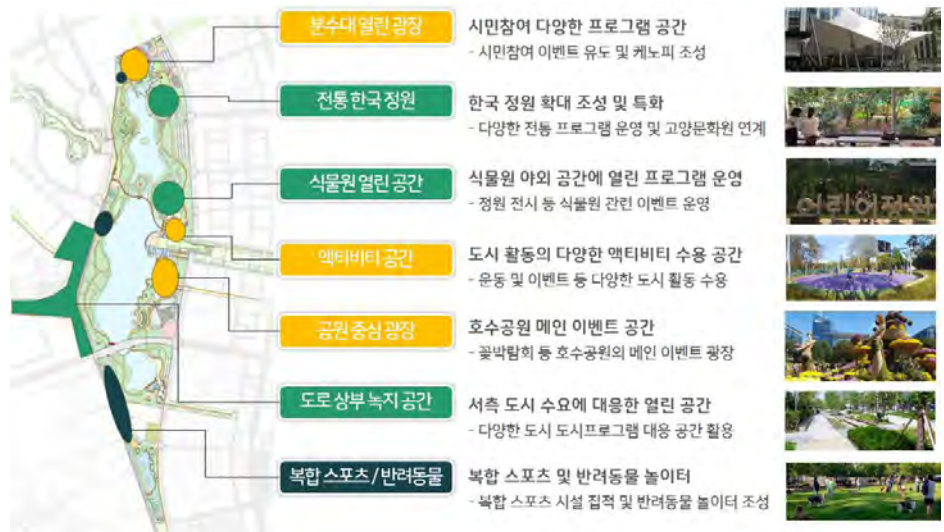 분수대 열린 광장
시민참여 다양한 프로그램 공간
- 시민참여 이벤트 유도 및 케노피 조성
전통 한국 정원
한국 정원 확대 조성 및 특화
- 다양한 전통 프로그램 운영 및 고양문화원 연계
식물원 열린 공간
식물원 야외 공간에 열린 프로그램 운영
- 정원 전시 등 식물원 관련 이벤트 운영
어린이정원
액티비티 공간
도시 활동의 다양한 액티비티 수용 공간
- 운동 및 이벤트 등 다양한 도시 활동 수용
공원 중심 광장
호수공원 메인 이벤트 공간
- 꽃박람회 등 호수공원의 메인 이벤트 광장
도로 상부 녹지 공간
서측 도시 수요에 대응한 열린 공간
- 다양한 도시 도시프로그램 대응 공간 활용
복합 스포츠 / 반려동물
복합 스포츠 및 반려동물 놀이터
- 복합 스포츠 시설 집적 및 반려동물 놀이터 조성